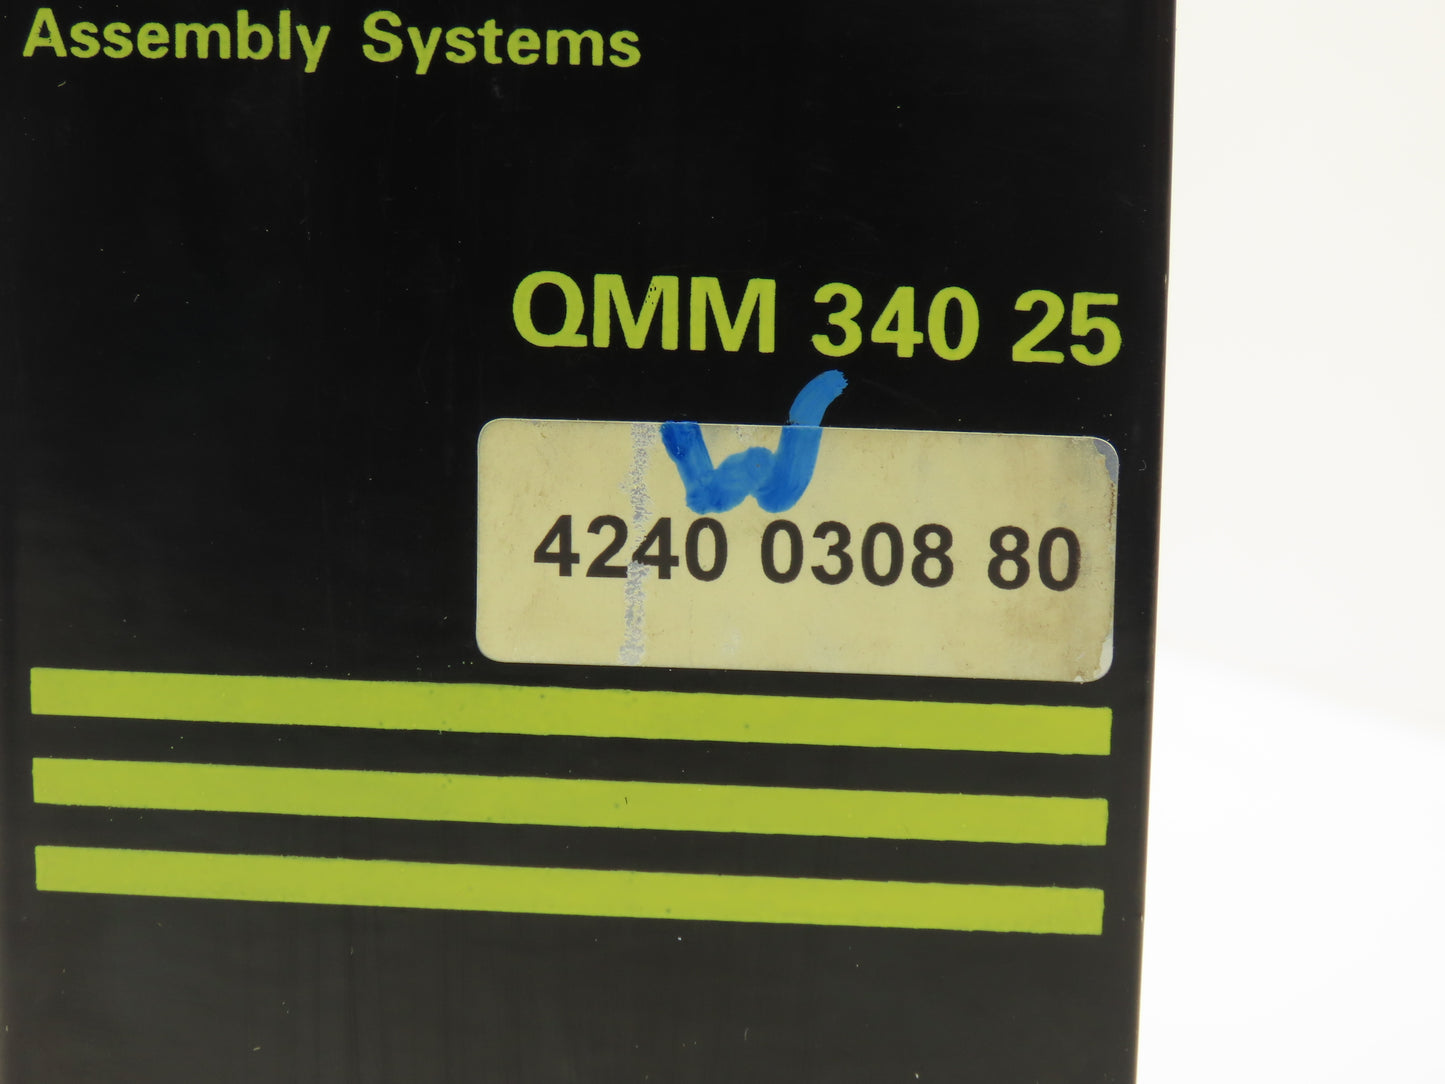 Assembly Systems
QMM 340 25
W
4240 0308 80